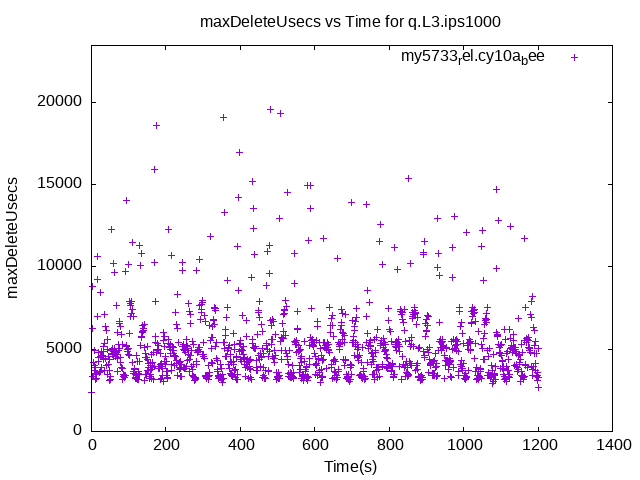 maxDeleteUsecs vs Time for q.L3.ips1000
my5733rel.cy10abee
20000
15000
10000
5000
0
maxDeleteUsecs
0 200 400 600 800 1000 1200 1400
Time(s)